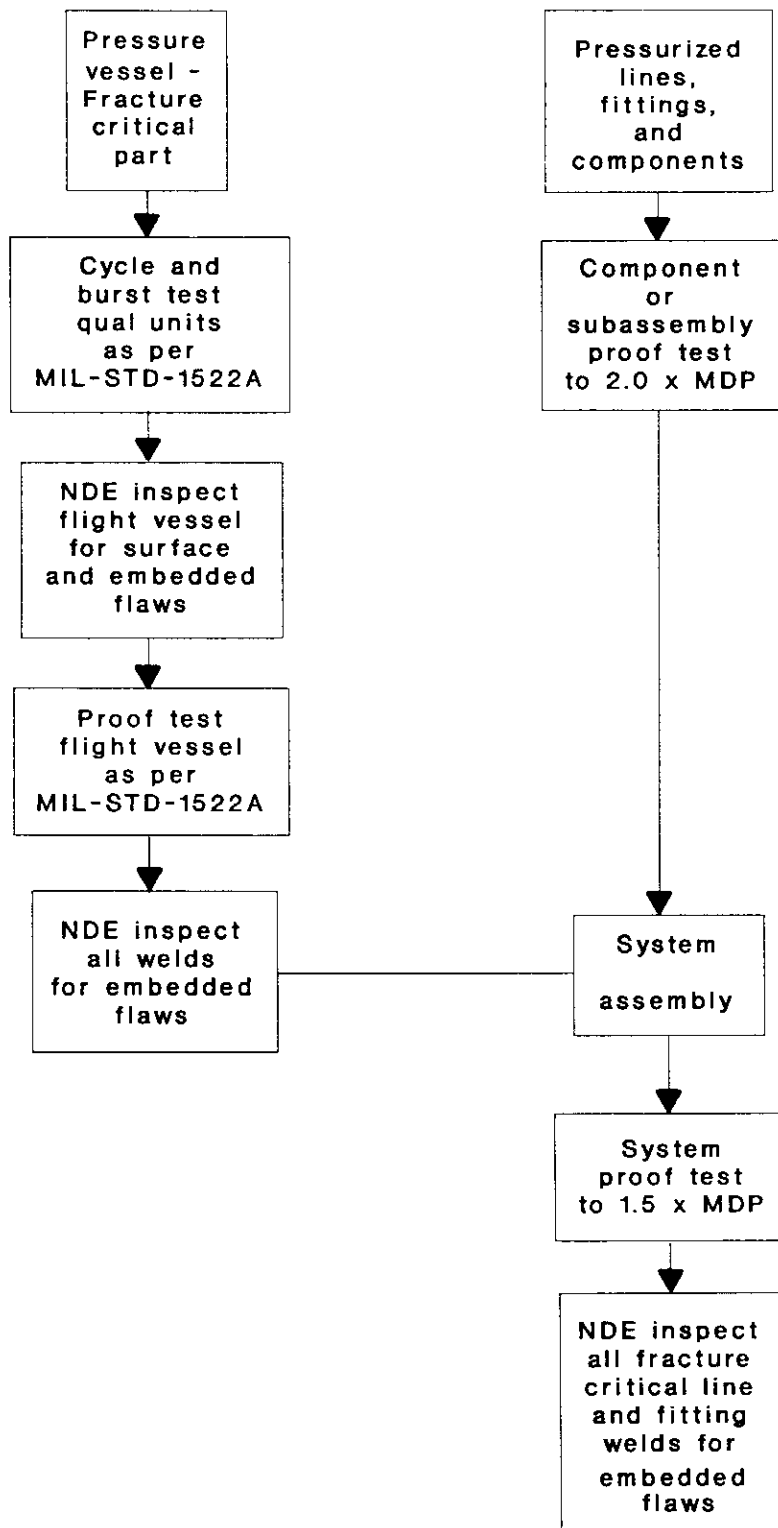 Pressure
vessel -
Fracture
critical
part
Cycle and
burst test
qual units
as per
MIL-STD-1522A
NDE inspect
flight vessel
for surface
and embedded
flaws
Proof test
flight vessel
as per
MIL-STD-1522A
NDE inspect
all welds
for embedded
flaws
Pressurized
lines,
fittings,
and
components
Component
or
subassembly
proof test
to 2.0 x MDP
System
assembly
System
proof test
to 1.5 x MDP
NDE inspect
all fracture
critical line
and fitting
welds for
embedded
flaws